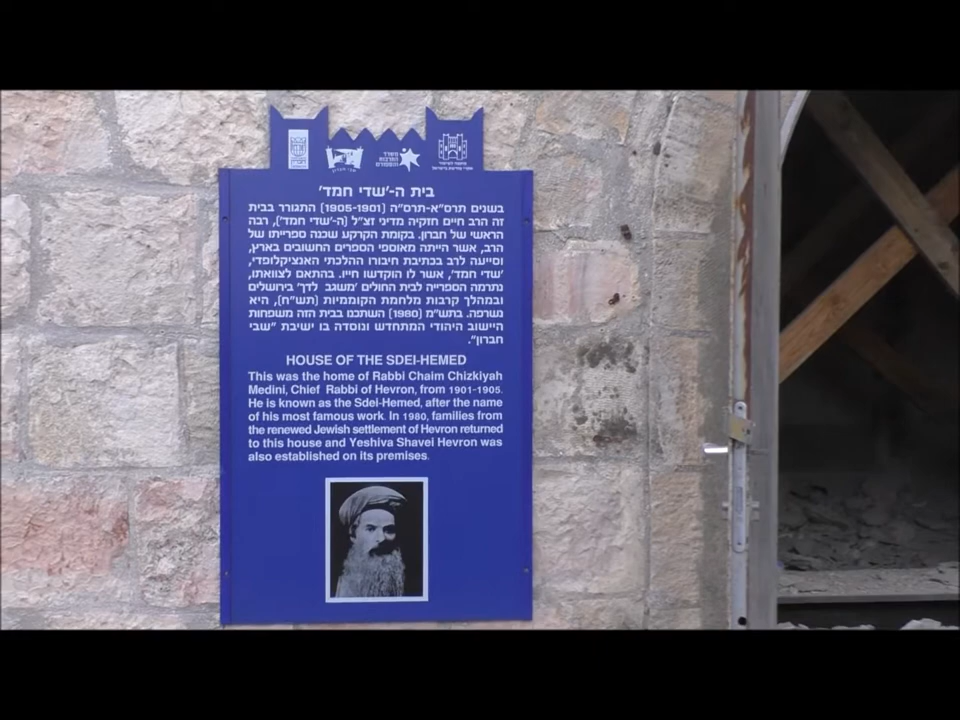 משרד
התרבות
והספורט
בית ה-'שדי חמד'
בשנים תרס"א-תרס"ה (1901-1905) התגורר בבית
זה הרב חיים חזקיה מדיני זצ"ל (ה-'שדי חמד'), רבה
הראשי של חברון. בקומת הקרקע שכנה ספרייתו של
הרב, אשר הייתה מאוספי הספרים החשובים בארץ,
וסייעה לרב בכתיבת חיבורו ההלכתי האנציקלופדי,
'שדי חמד', אשר לו הוקדשו חייו. בהתאם לצוואתו,
נתרמה הספרייה לבית החולים 'משגב לדך' בירושלים
ובמהלך קרבות מלחמת הקוממיות (תש"ח), היא
נשרפה. בתש"מ (1980) השתכנו בבית הזה משפחות
היישוב היהודי המתחדש ונוסדה בו ישיבת "שבי
חברון".
HOUSE OF THE SDEI-HEMED
This was the home of Rabbi Chaim Chizkiyah
Medini, Chief Rabbi of Hevron, from 1901-1905.
He is known as the Sdei-Hemed, after the name
of his most famous work. In 1980, families from
the renewed Jewish settlement of Hevron returned
to this house and Yeshiva Shavei Hevron was
also established on its premises.